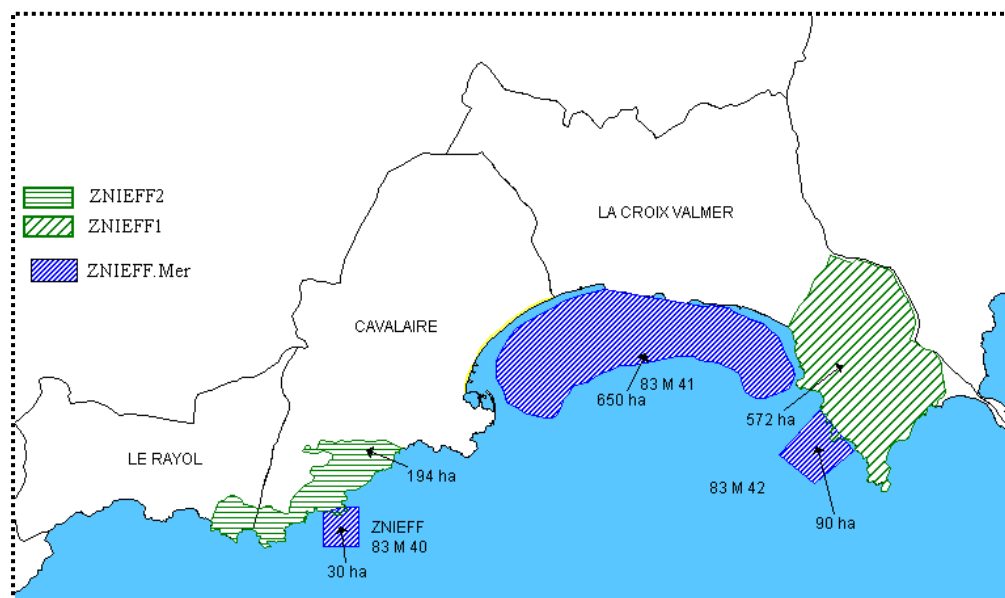 ZNIEFF2
ZNIEFF1
ZNIEFF.Mer
LA CROIX VALMER
CAVALAIRE
83 M 41
650 ha
572 ha
LE RAYOL
194 ha
83 M 42
ZNIEFF
83 M 40
90 ha
30 ha